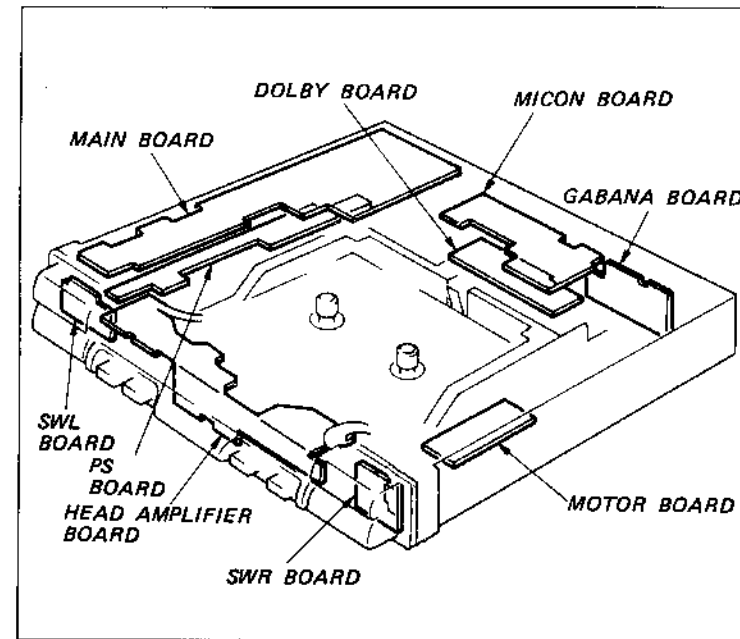 DOLBY BOARD
MICON BOARD
MAIN BOARD
GABANA BOARD
SWL
BOARD
PS
BOARD
HEAD AMPLIFIER
BOARD
SWR BOARD
MOTOR BOARD